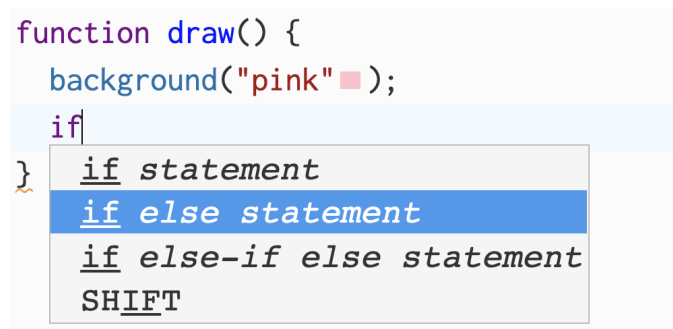 function draw() {
background("pink");
if
}
if statement
if else statement
if else-if else statement
SHIFT